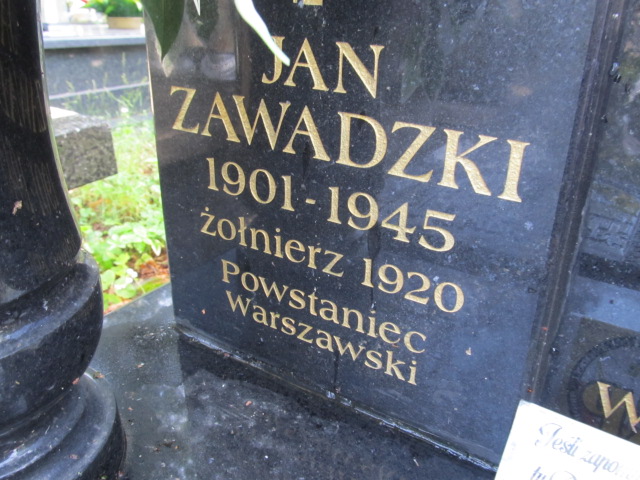 JAN
ZAWADZKI
1901 - 1945
żołnierz 1920
Powstaniec
Warszawski